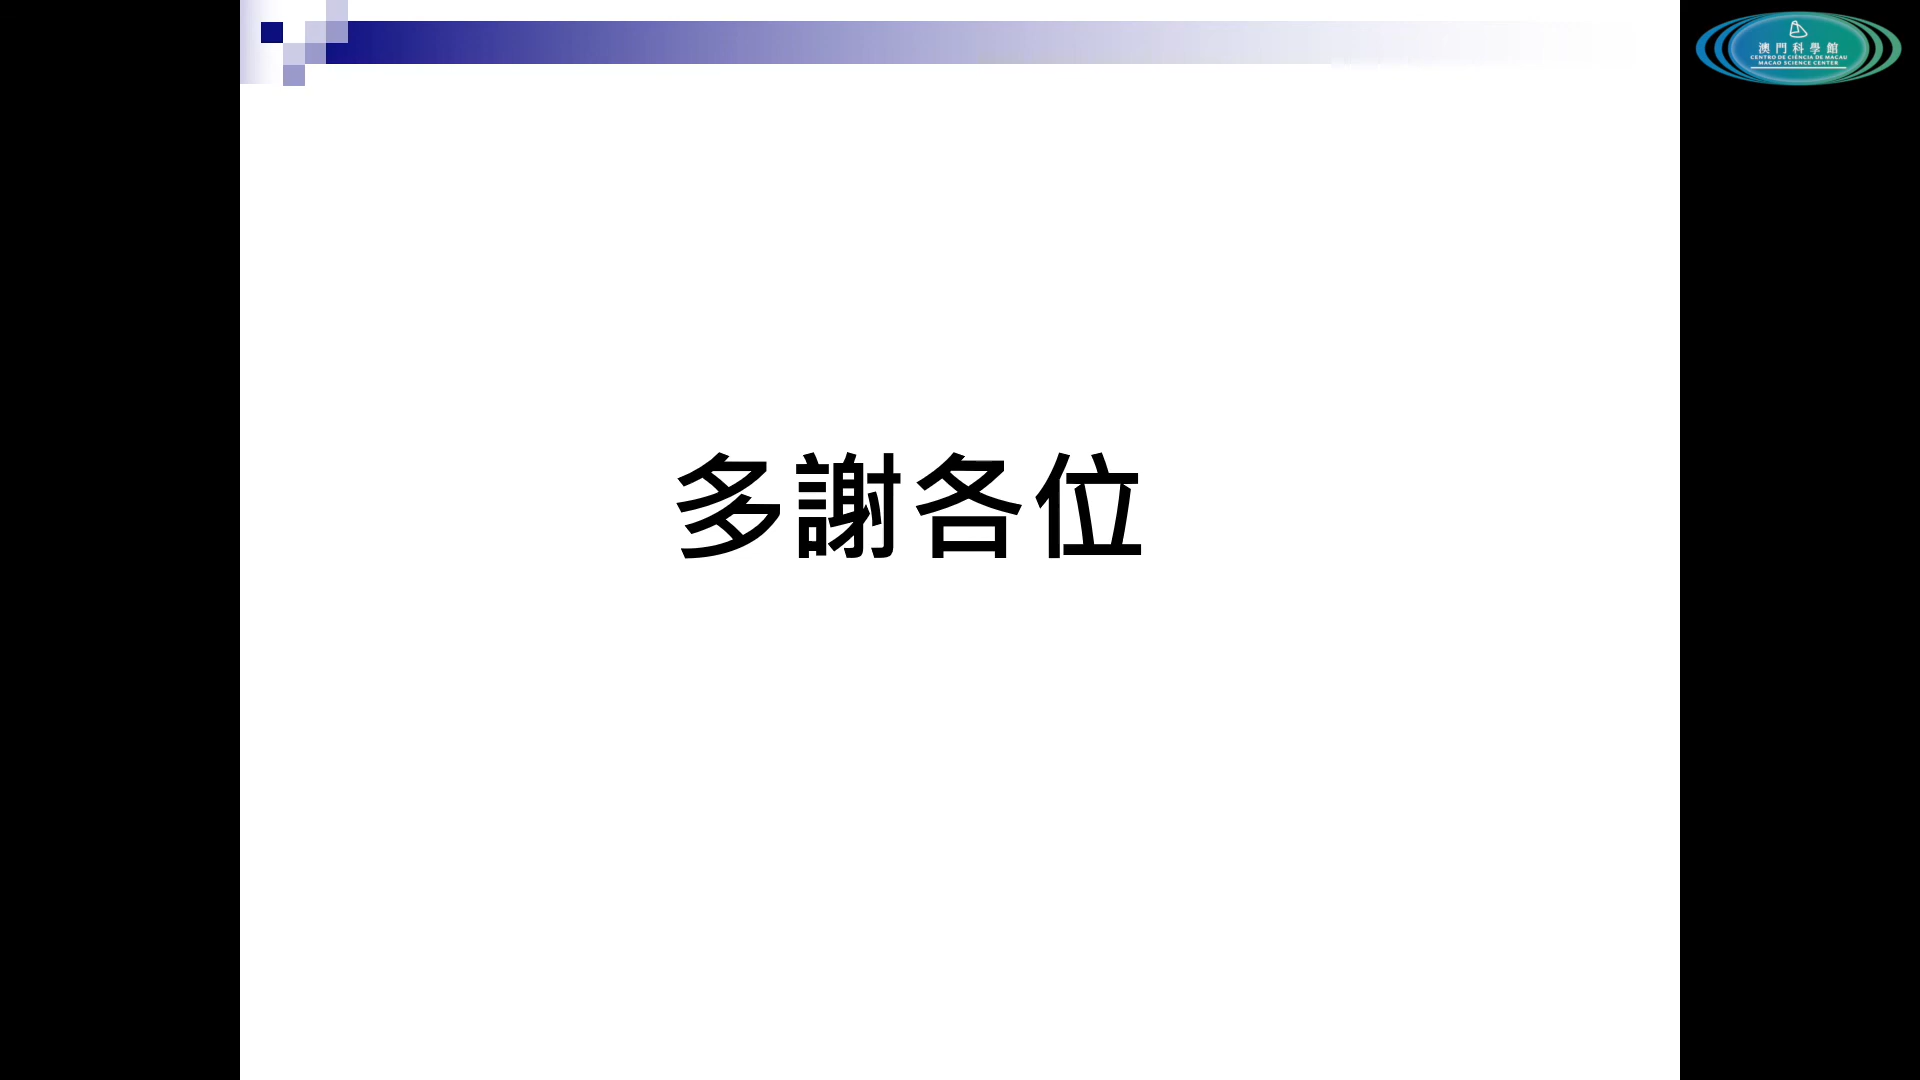 澳門科學館
CENTRO DE CIÊNCIA DE MACAU
MACAO SCIENCE CENTER
多謝各位